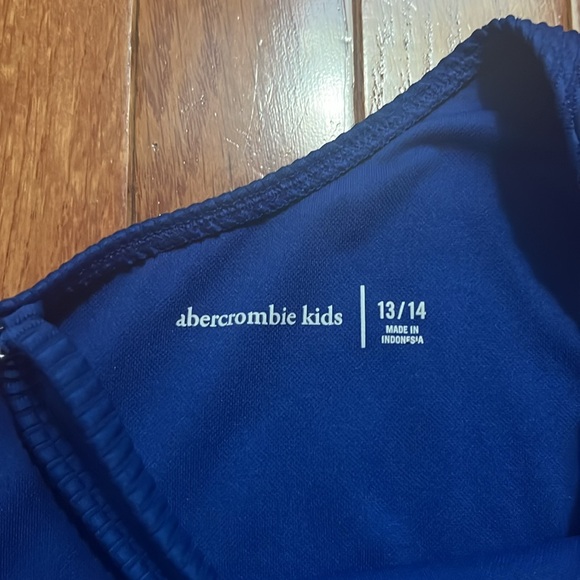 abercrombie kids
13/14
MADE IN
INDONESIA